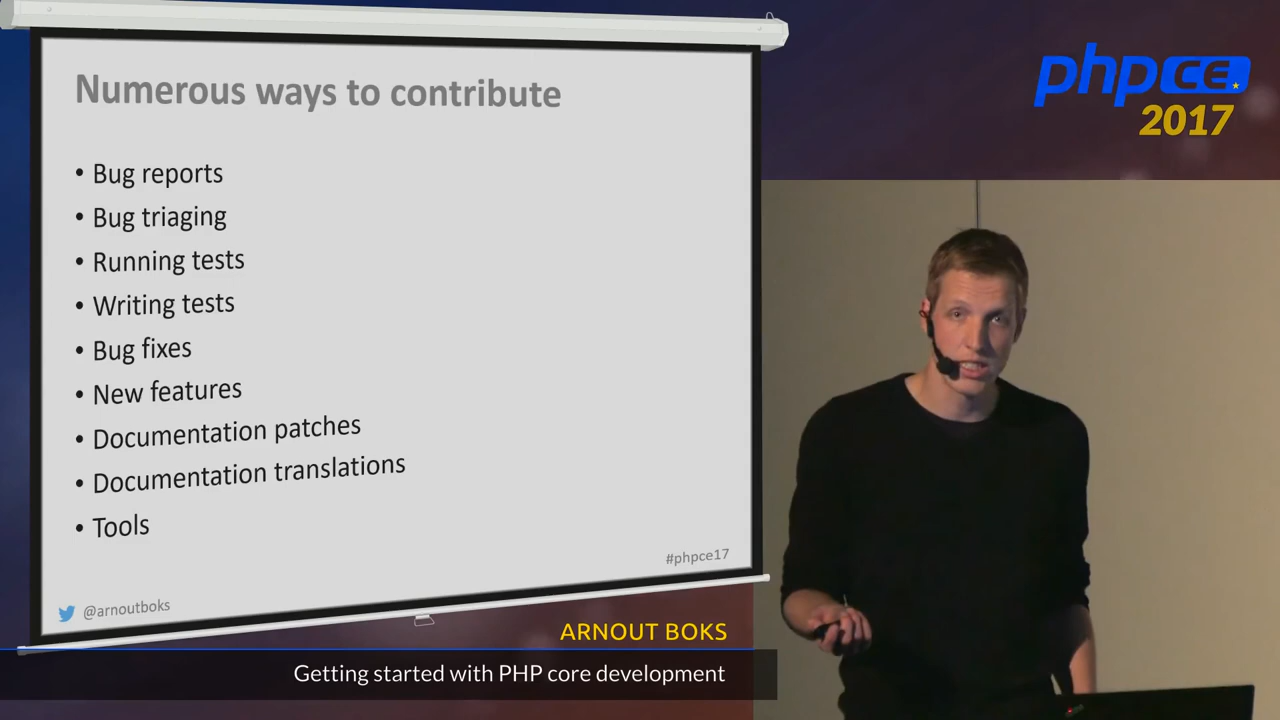 Numerous ways to contribute
• Bug reports
• Bug triaging
• Running tests
• Writing tests
• Bug fixes
• New features
• Documentation patches
• Documentation translations
• Tools
#phpce17
@arnoutboks
phpCE
2017
ARNOUT BOKS
Getting started with PHP core development